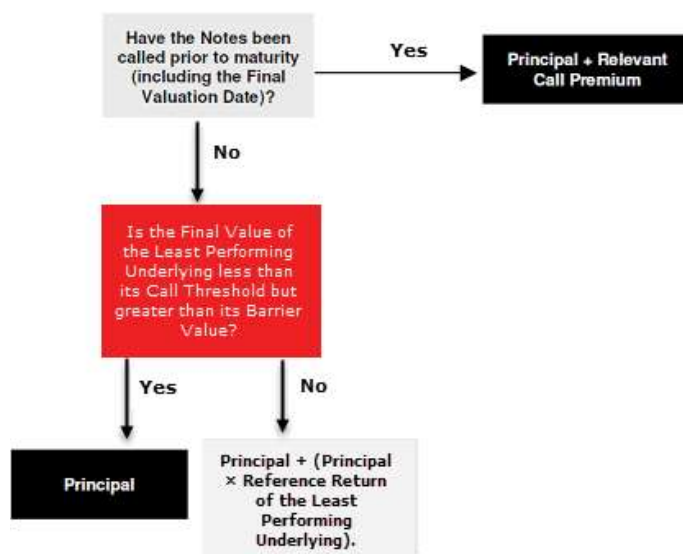 Have the Notes been
called prior to maturity
(including the Final
Valuation Date)?
Yes
Principal + Relevant
Call Premium
No
Is the Final Value of
the Least Performing
Underlying less than
its Call Threshold but
greater than its Barrier
Value?
Yes
No
Principal
Principal + (Principal
× Reference Return
of the Least
Performing
Underlying).